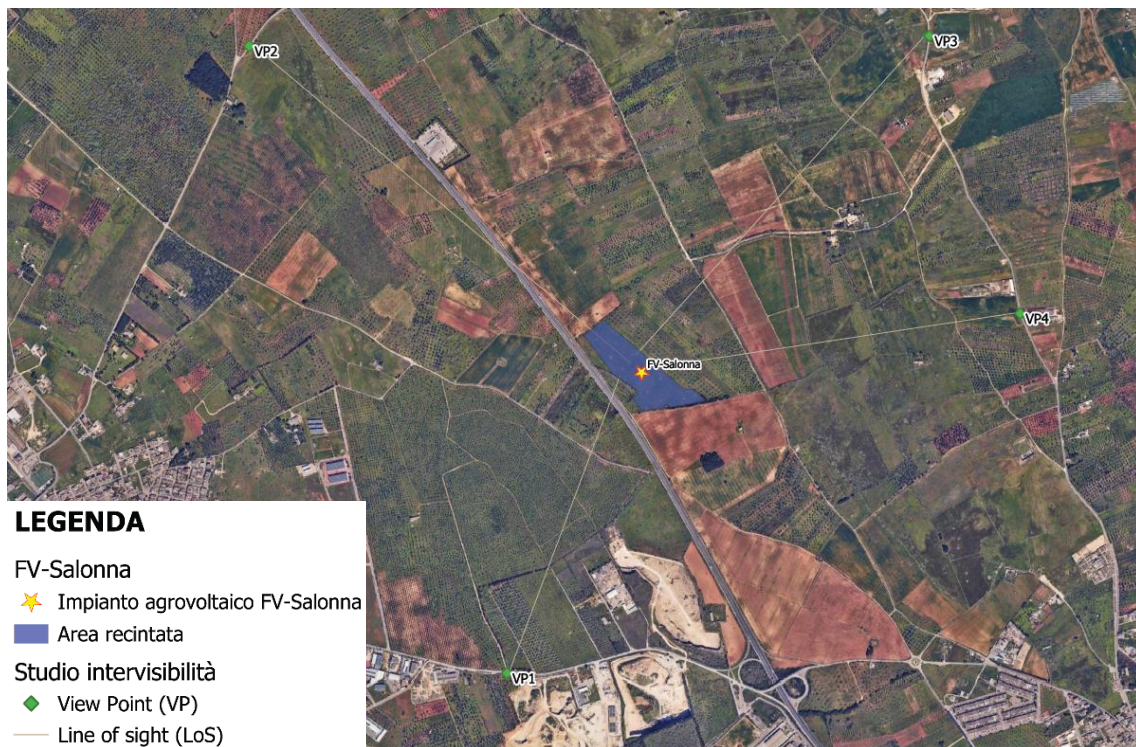 VP2
VP3
VP4
FV-Salonna
VP1
LEGENDA
FV-Salonna
Impianto agrovoltaico FV-Salonna
Area recintata
Studio intervisibilità
View Point (VP)
Line of sight (LoS)